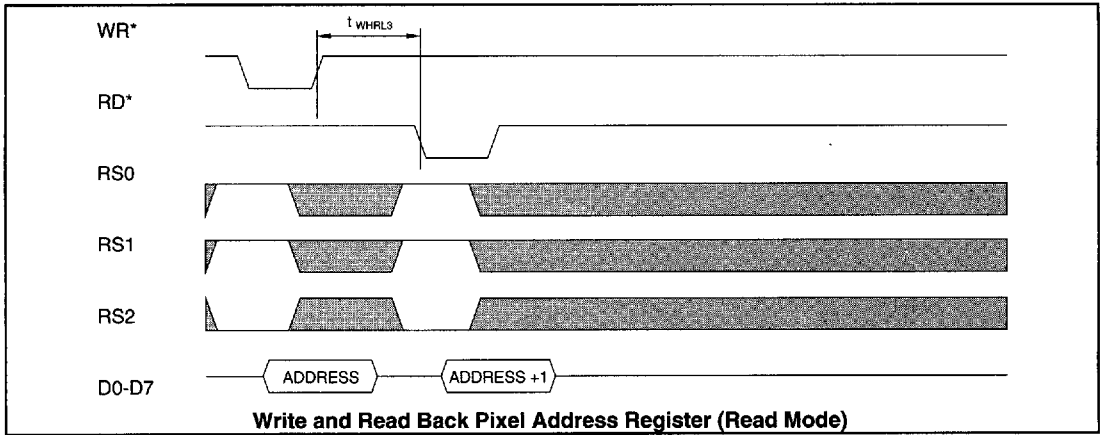 WR*
t WHRL3
RD*
RS0
RS1
RS2
D0-D7
ADDRESS
ADDRESS +1
Write and Read Back Pixel Address Register (Read Mode)